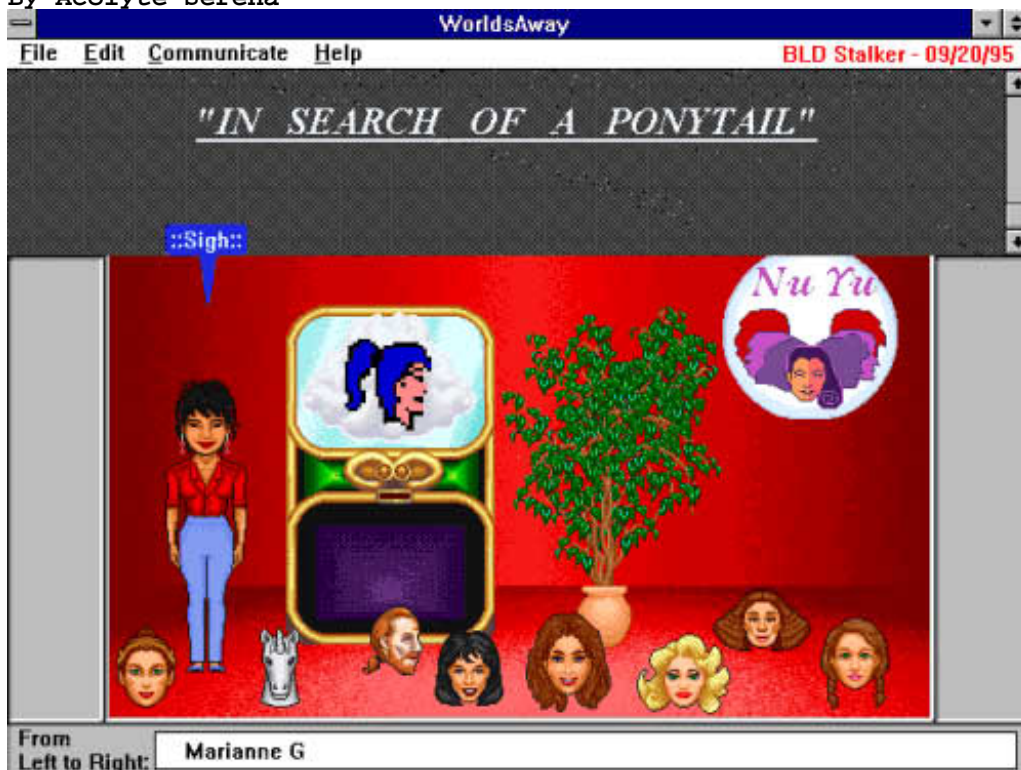 By Acolyte Serena
WorldsAway
File Edit Communicate Help
BLD Stalker - 09/20/95
"IN SEARCH OF A PONYTAIL"
::Sigh::
Nu Yu
From
Left to Right:
Marianne G